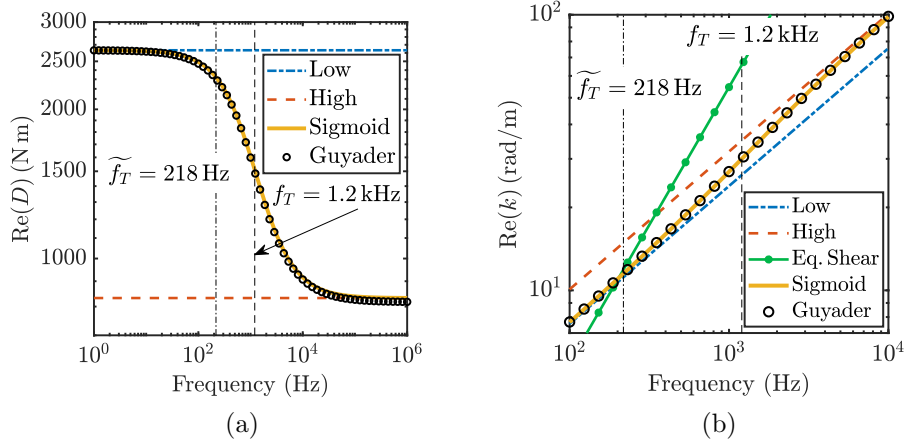 3000
2500
2000
1500
1000
Re(D) (N m)
Low
High
Sigmoid
Guyader
f̃_T = 218 Hz
f_T = 1.2 kHz
10^0 10^2 10^4 10^6
Frequency (Hz)
(a)
10^2
10^1
Re(k) (rad/m)
f_T = 1.2 kHz
f̃_T = 218 Hz
Low
High
Eq. Shear
Sigmoid
Guyader
10^2 10^3 10^4
Frequency (Hz)
(b)